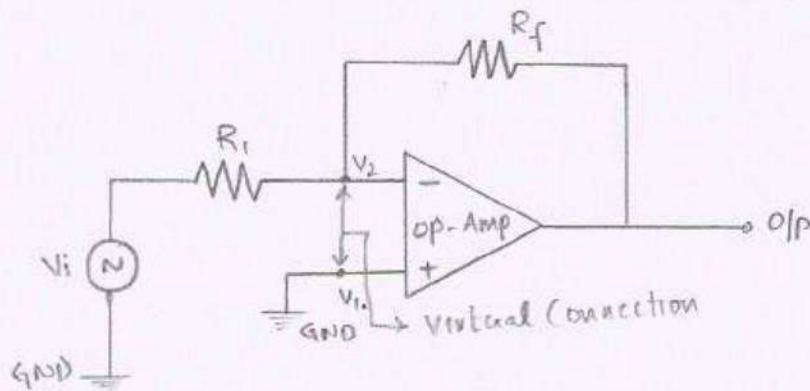 Rf
R1
V2
−
Op-Amp
O/P
Vi
+
V1
GND
Virtual Connection
GND